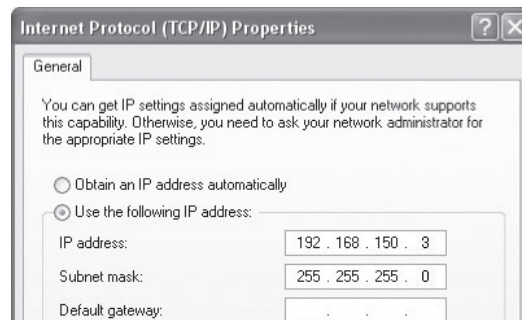 Internet Protocol (TCP/IP) Properties
General
You can get IP settings assigned automatically if your network supports
this capability. Otherwise, you need to ask your network administrator for
the appropriate IP settings.
Obtain an IP address automatically
Use the following IP address:
IP address: 192 . 168 . 150 . 3
Subnet mask: 255 . 255 . 255 . 0
Default gateway: . . .